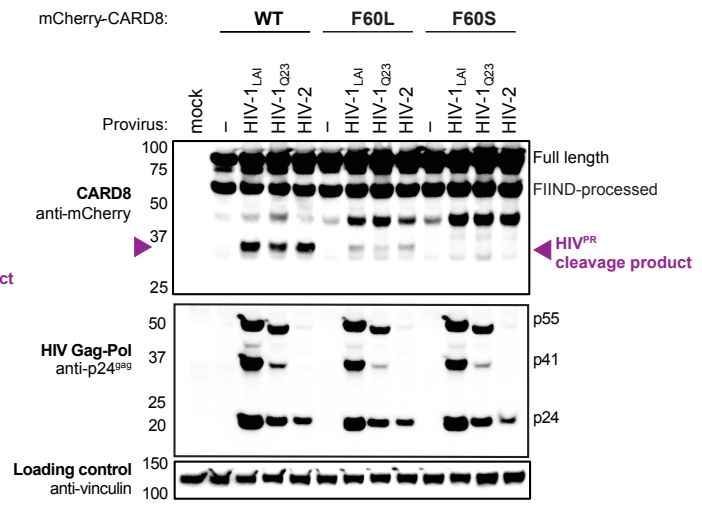 mCherry-CARD8: WT F60L F60S
Provirus: mock – HIV-1LAI HIV-1Q23 HIV-2 – HIV-1LAI HIV-1Q23 HIV-2 – HIV-1LAI HIV-1Q23 HIV-2
100
75
50
37
25
CARD8
anti-mCherry
Full length
FIIND-processed
HIVPR
cleavage product
ct
50
37
25
20
HIV Gag-Pol
anti-p24gag
p55
p41
p24
Loading control
anti-vinculin
150
100